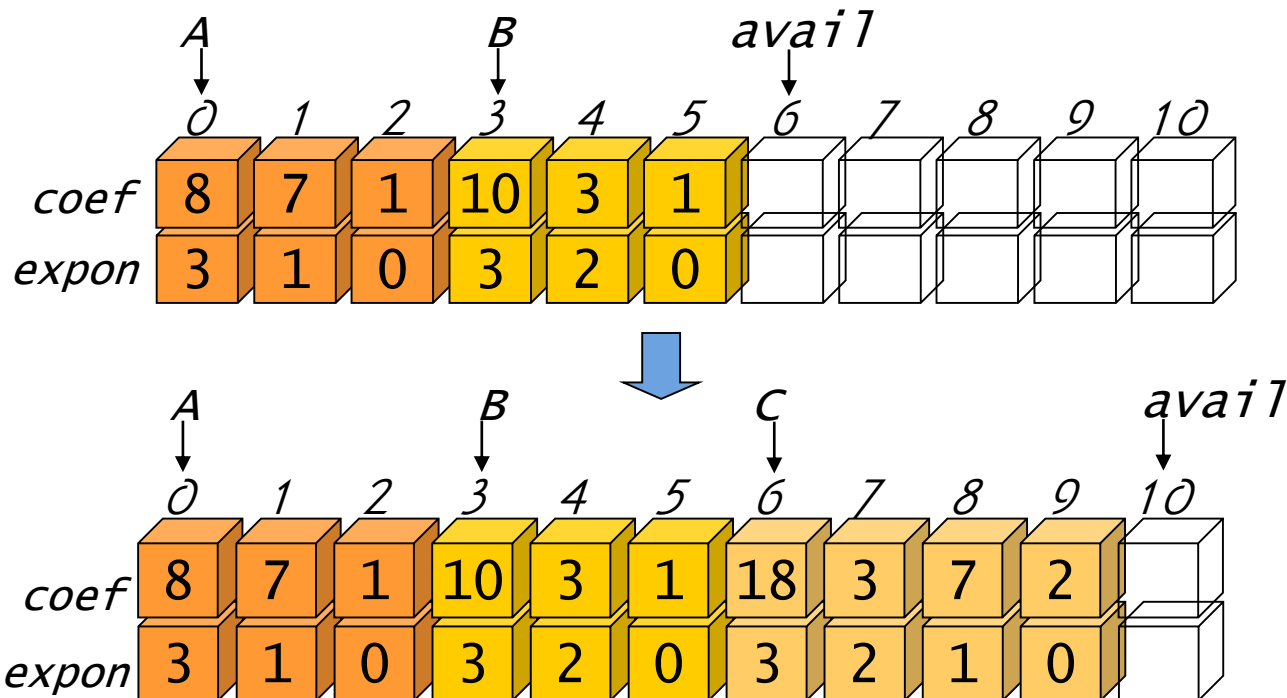 A B avail
0 1 2 3 4 5 6 7 8 9 10
coef 8 7 1 10 3 1
expon 3 1 0 3 2 0
A B C avail
0 1 2 3 4 5 6 7 8 9 10
coef 8 7 1 10 3 1 18 3 7 2
expon 3 1 0 3 2 0 3 2 1 0